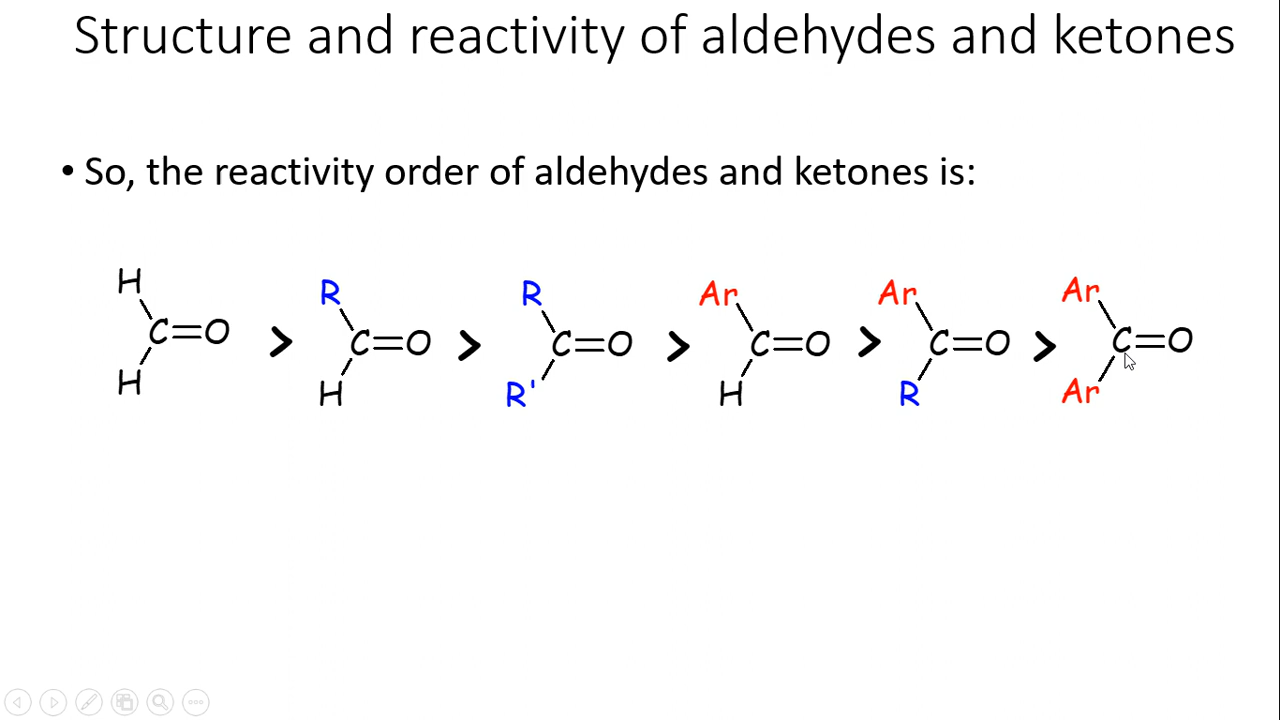 Structure and reactivity of aldehydes and ketones
• So, the reactivity order of aldehydes and ketones is:
H R R Ar Ar Ar
C=O > C=O > C=O > C=O > C=O > C=O
H H R' H R Ar